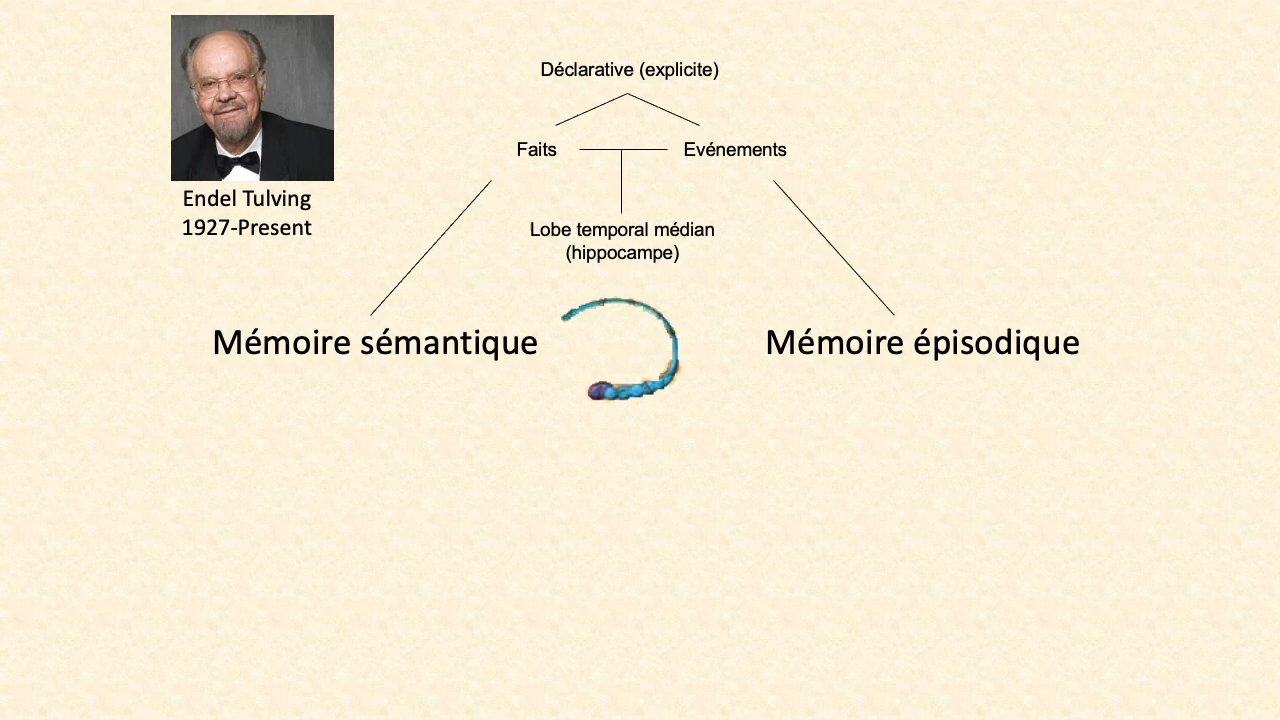 Endel Tulving
1927-Present
Déclarative (explicite)
Faits
Evénements
Lobe temporal médian
(hippocampe)
Mémoire sémantique
Mémoire épisodique